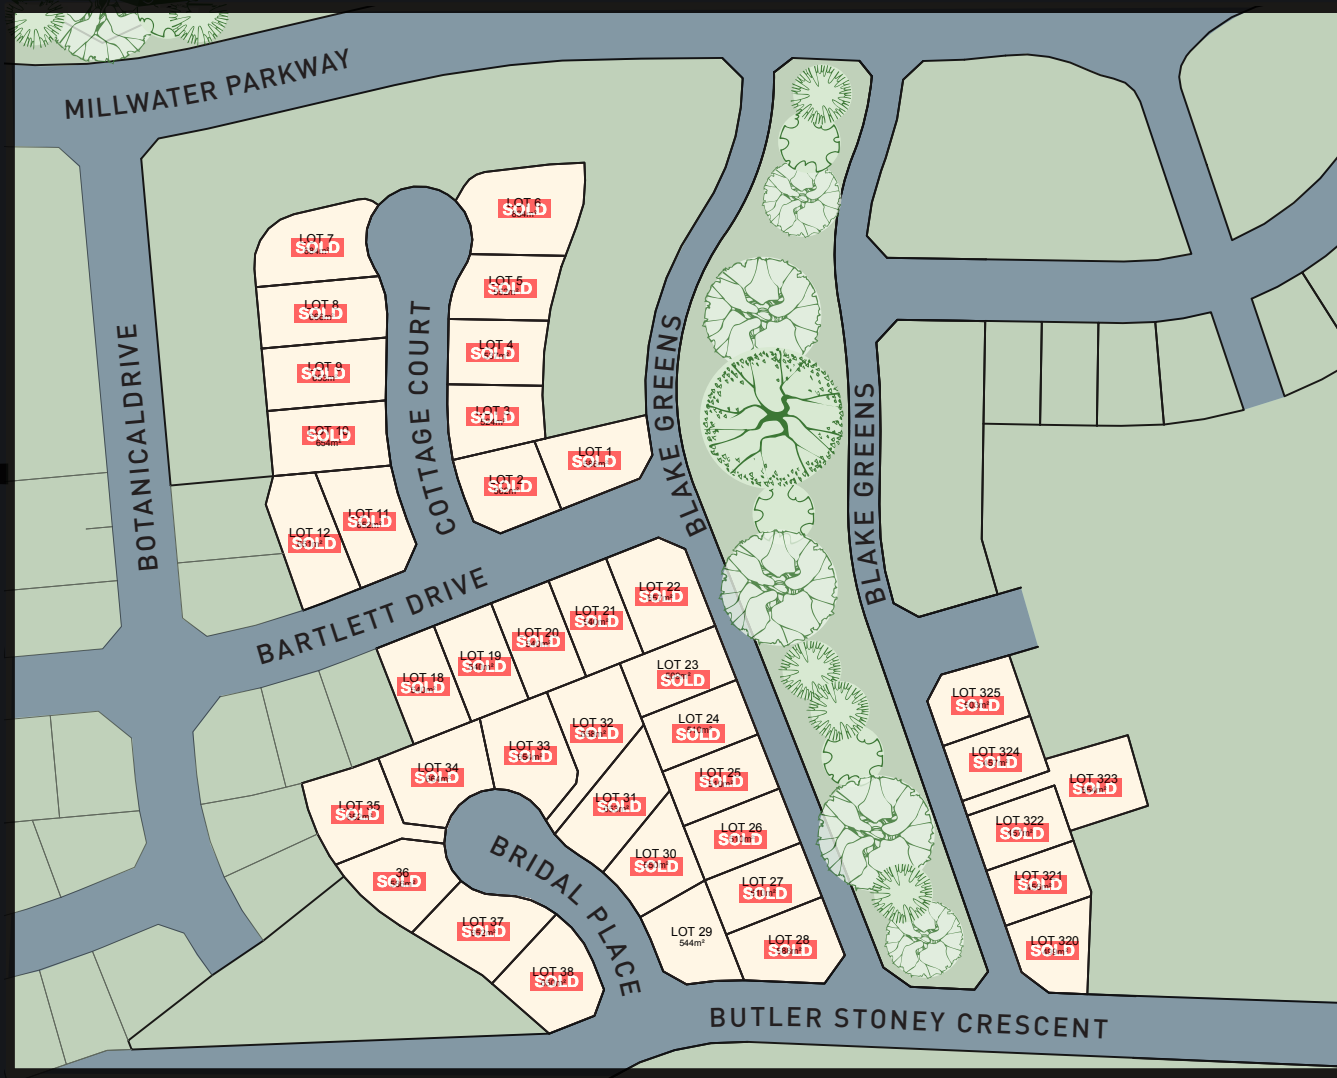 MILLWATER PARKWAY
LOT 6
SOLD
LOT 7
SOLD
LOT 5
SOLD
LOT 8
SOLD
LOT 4
SOLD
LOT 9
SOLD
LOT 3
SOLD
LOT 10
SOLD
654m²
LOT 1
SOLD
LOT 2
SOLD
LOT 11
SOLD
LOT 12
SOLD
COTTAGE COURT
BOTANICALDRIVE
BLAKE GREENS
BLAKE GREENS
BARTLETT DRIVE
LOT 22
SOLD
LOT 21
SOLD
LOT 20
SOLD
LOT 19
SOLD
LOT 18
SOLD
LOT 23
SOLD
LOT 24
SOLD
LOT 32
SOLD
LOT 33
SOLD
LOT 34
SOLD
LOT 25
SOLD
LOT 31
SOLD
LOT 35
SOLD
LOT 26
SOLD
LOT 30
SOLD
36
SOLD
LOT 27
SOLD
LOT 37
SOLD
LOT 29
544m²
LOT 28
SOLD
LOT 38
SOLD
BRIDAL PLACE
LOT 325
SOLD
LOT 324
SOLD
LOT 323
SOLD
LOT 322
SOLD
LOT 321
SOLD
LOT 320
SOLD
BUTLER STONEY CRESCENT